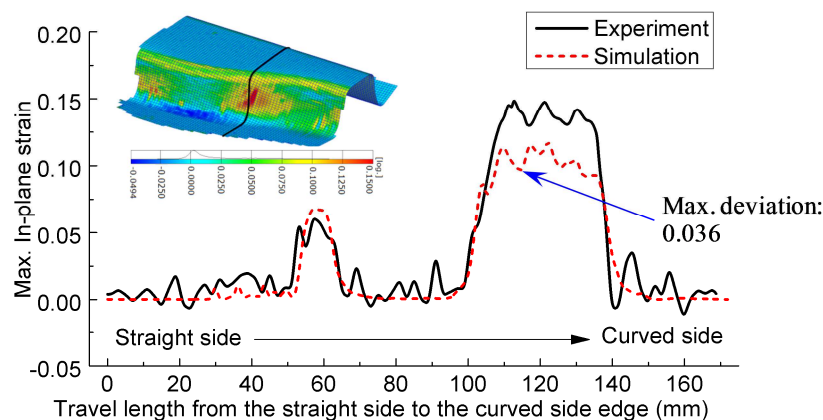 0.20
0.15
0.10
0.05
0.00
-0.05
Max. In-plane strain
Experiment
Simulation
[log.]
-0.0494
-0.0250
0.0000
0.0250
0.0500
0.0750
0.1000
0.1250
0.1500
Max. deviation:
0.036
Straight side
Curved side
0 20 40 60 80 100 120 140 160
Travel length from the straight side to the curved side edge (mm)